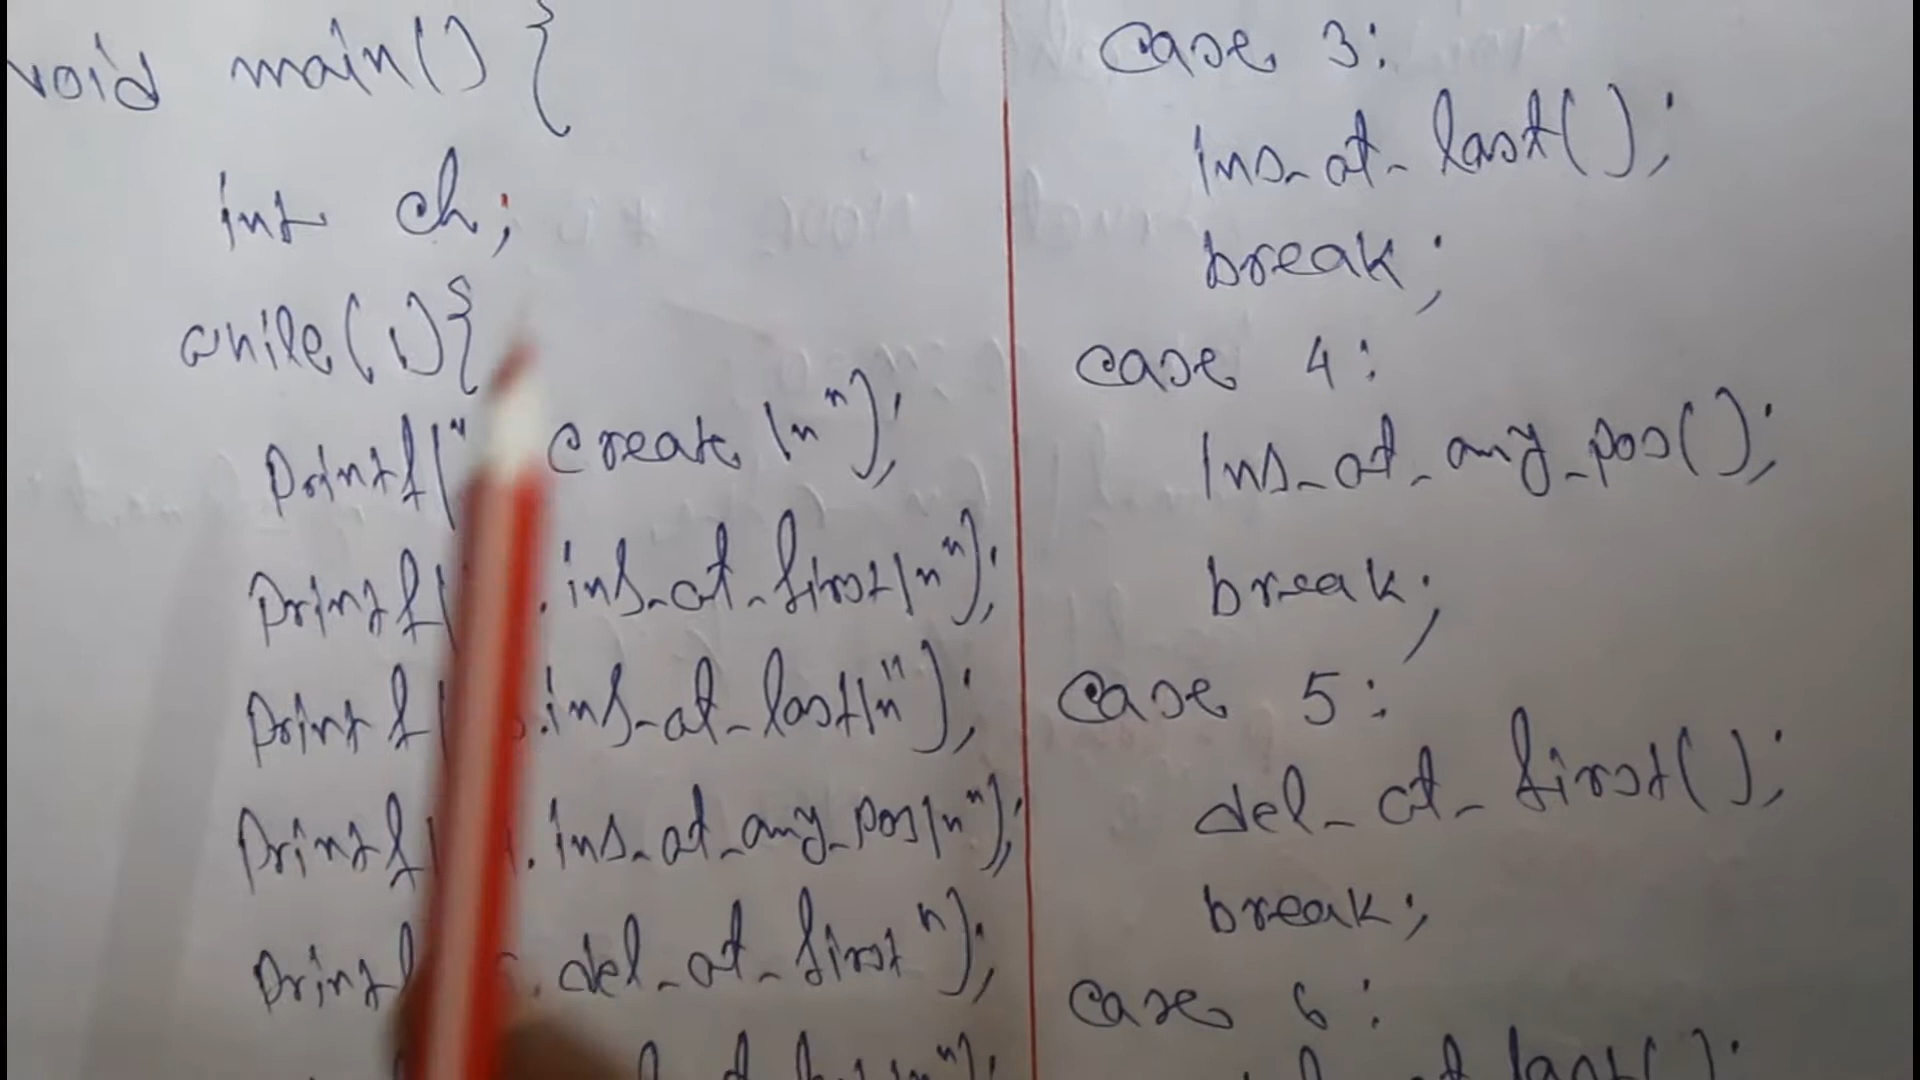 void main() {
int ch;
while(1){
printf(" create \n");
printf( .ins_at_first\n");
printf( .ins_at_last\n");
printf( .ins_at_any_pos\n");
printf .del_at_first");
\n");
case 3:
ins_at_last();
break;
case 4:
ins_at_any_pos();
break;
case 5:
del_at_first();
break;
case 6:
last();